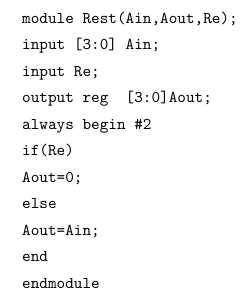 module Rest(Ain,Aout,Re);
input [3:0] Ain;
input Re;
output reg  [3:0]Aout;
always begin #2
if(Re)
Aout=0;
else
Aout=Ain;
end
endmodule